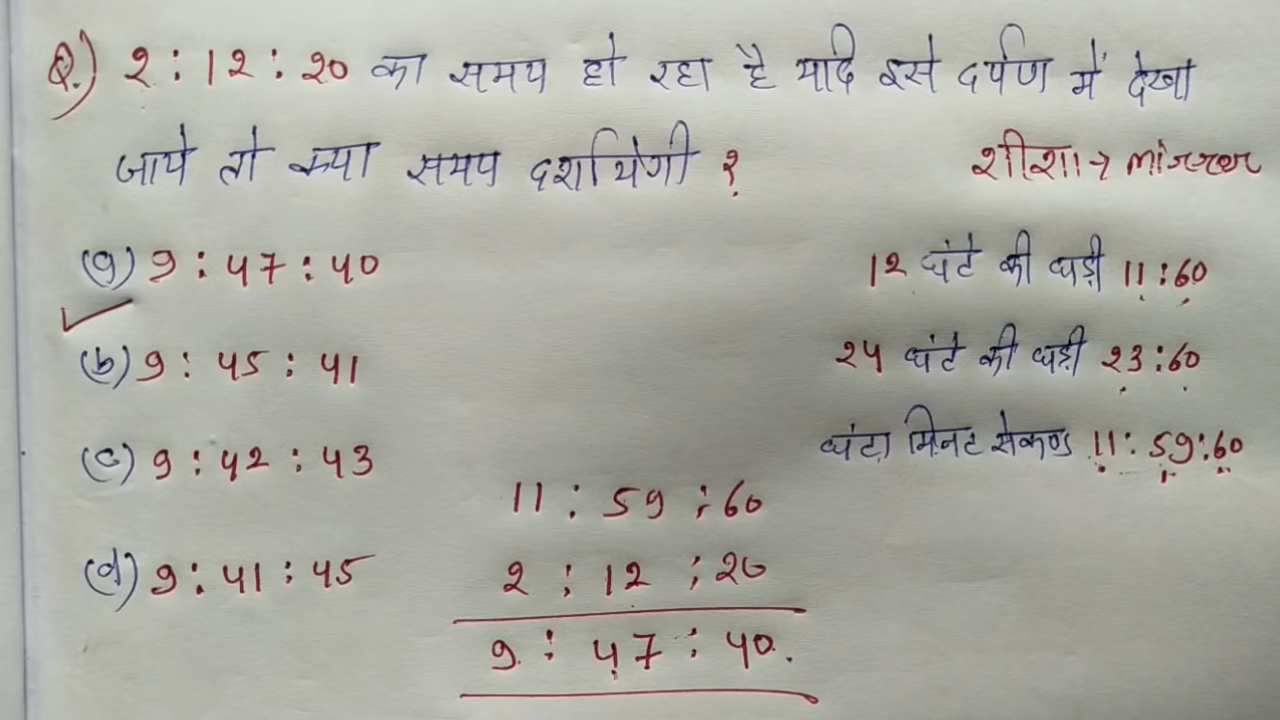 Q.) 2 : 12 : 20 का समय हो रहा है यदि इसे दर्पण में देखा
जाये तो क्या समय दर्शायेगी ?
शीशा → mirror
(a) 9 : 47 : 40
(b) 9 : 45 : 41
(c) 9 : 42 : 43
(d) 9 : 41 : 45
12 घंटे की घड़ी 11 : 60
24 घंटे की घड़ी 23 : 60
घंटा मिनट सेकण्ड 11 : 59 : 60
11 : 59 : 60
2 : 12 : 20
9 : 47 : 40.